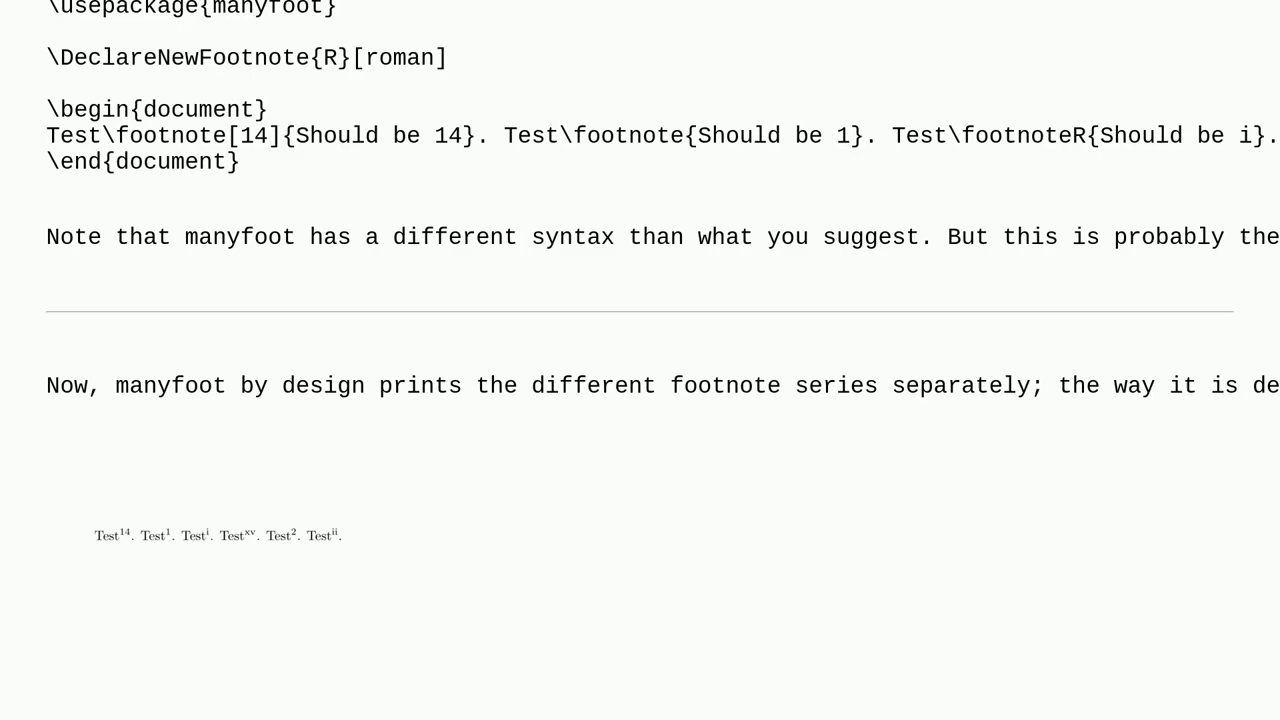 \usepackage{manyfoot}
\DeclareNewFootnote{R}[roman]
\begin{document}
Test\footnote[14]{Should be 14}. Test\footnote{Should be 1}. Test\footnoteR{Should be i}.
\end{document}
Note that manyfoot has a different syntax than what you suggest. But this is probably the
Now, manyfoot by design prints the different footnote series separately; the way it is de
Test14. Test1. Testi. Testxv. Test2. Testii.